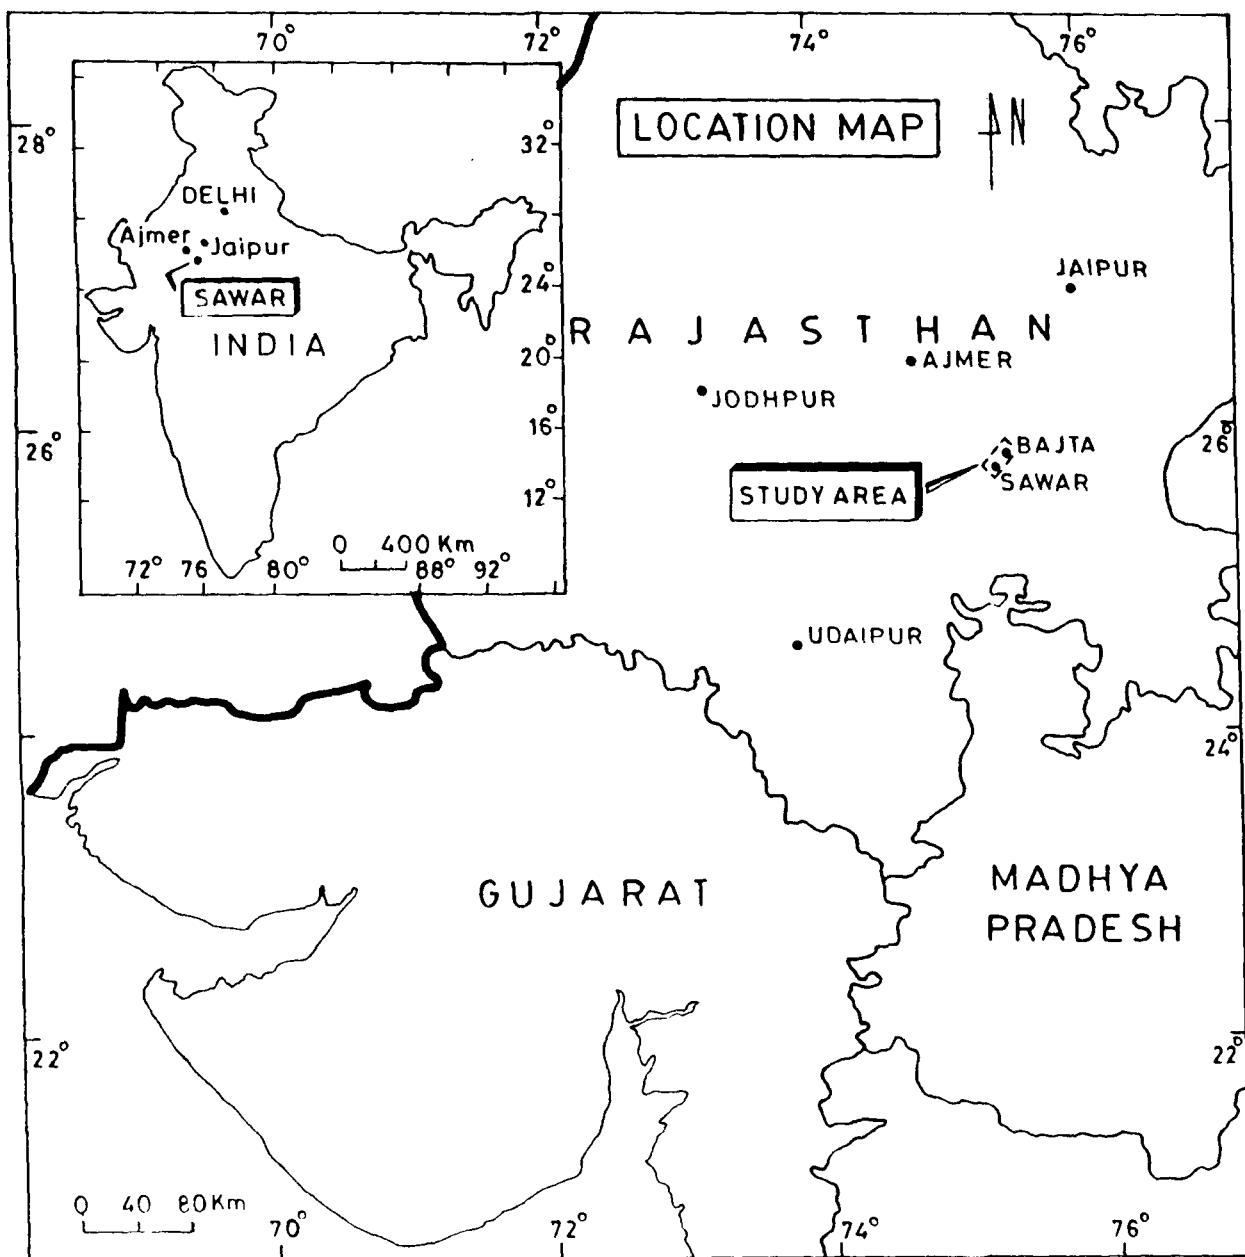 70°
72°
74°
76°
LOCATION MAP
N
28°
32°
DELHI
Ajmer
Jaipur
SAWAR
INDIA
24°
20°
16°
12°
0 400 Km
72° 76 80° 88° 92°
JAIPUR
RAJASTHAN
AJMER
JODHPUR
26°
26°
BAJTA
SAWAR
STUDY AREA
UDAIPUR
24°
GUJARAT
MADHYA
PRADESH
22°
22°
0 40 80 Km
70°
72°
74°
76°